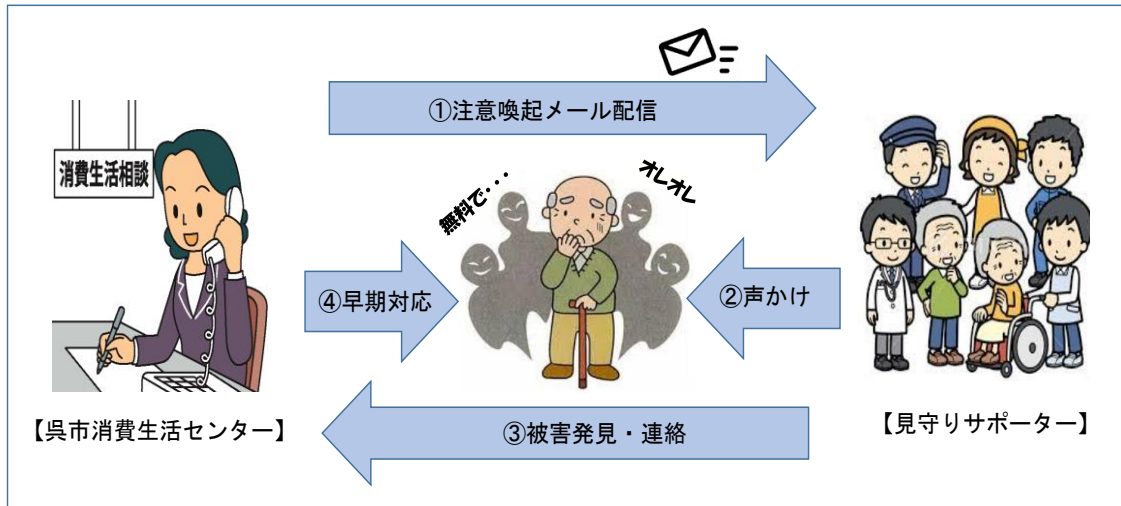 ①注意喚起メール配信
消費生活相談
無料で・・・
オレオレ
④早期対応
②声かけ
【呉市消費生活センター】
③被害発見・連絡
【見守りサポーター】